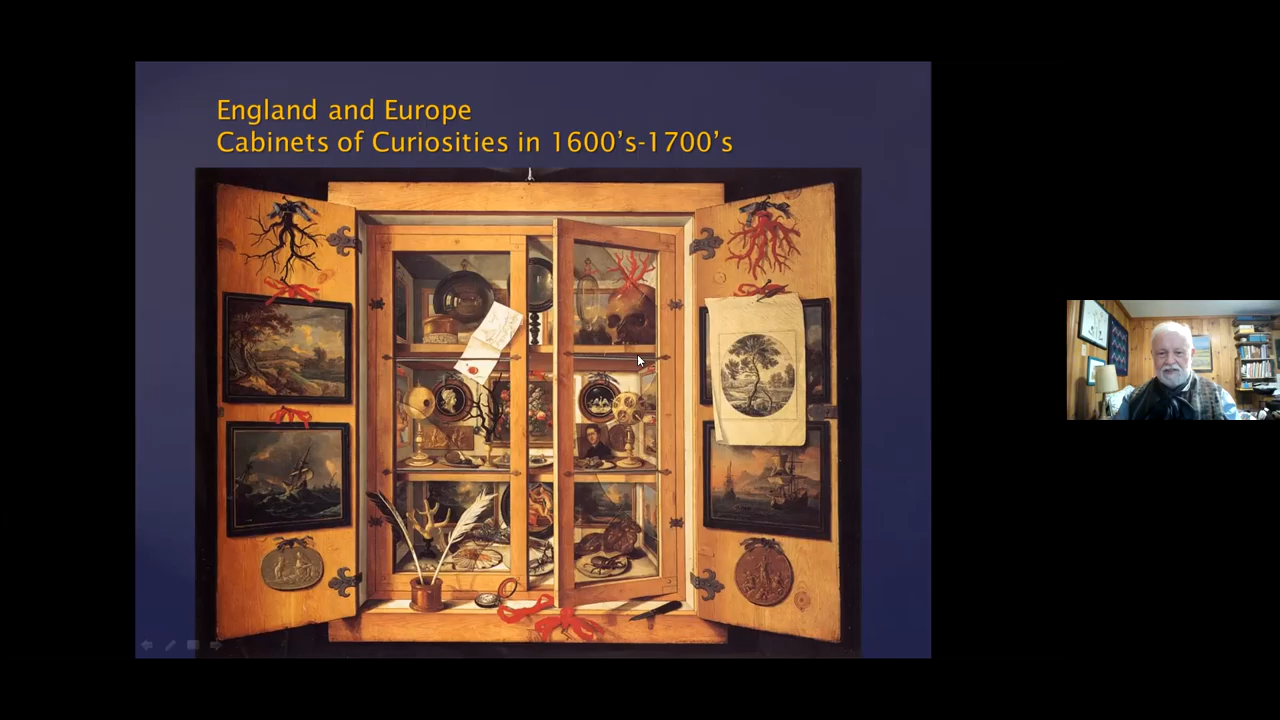 England and Europe
Cabinets of Curiosities in 1600's-1700's